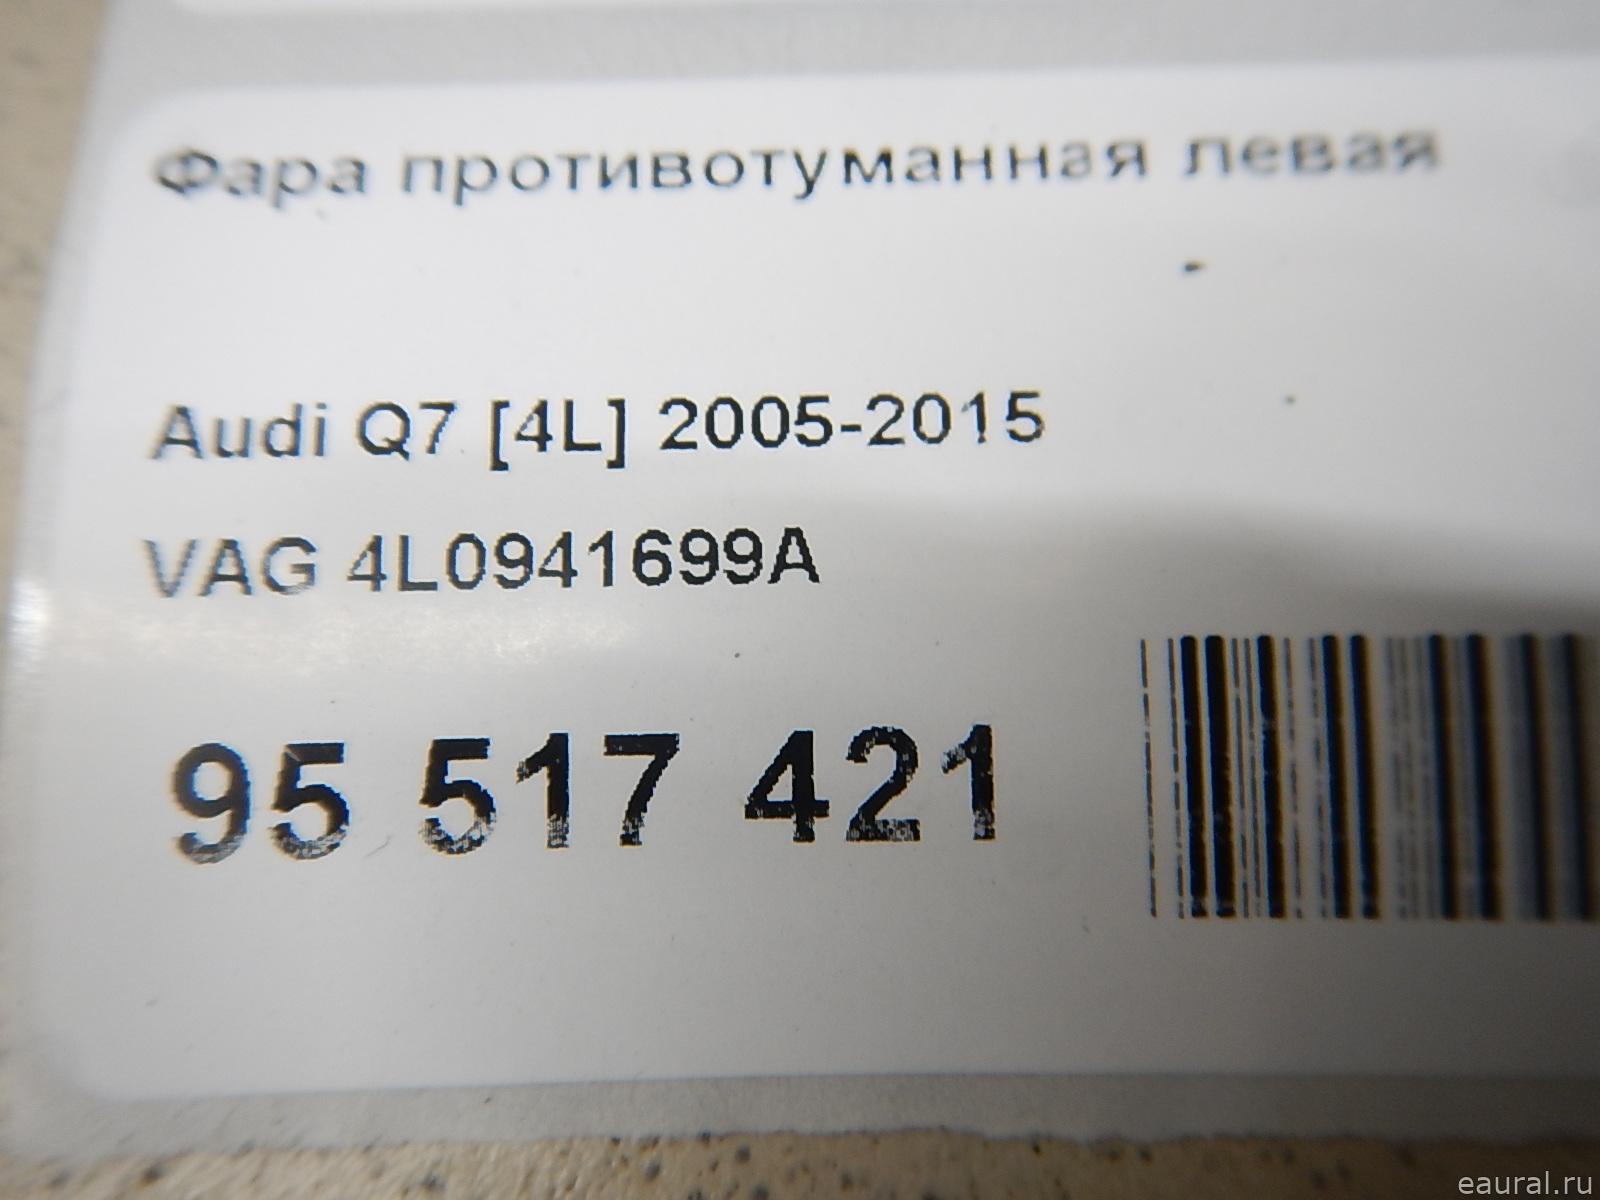 Фара противотуманная левая
Audi Q7 [4L] 2005-2015
VAG 4L0941699A
95 517 421
eaural.ru